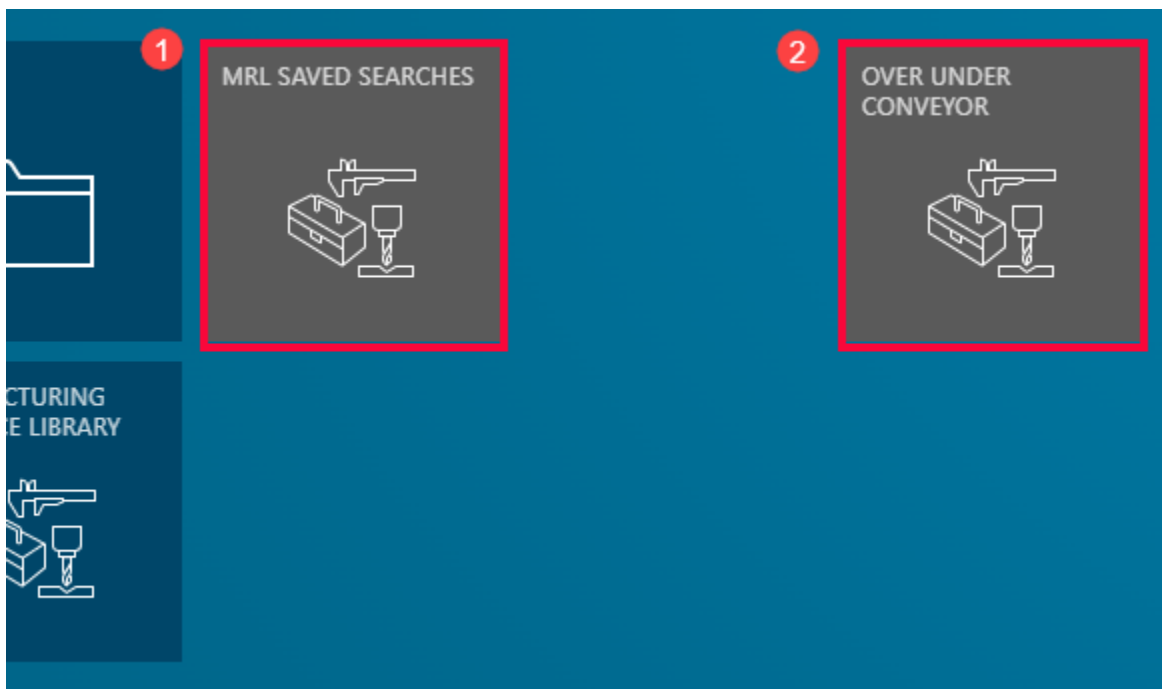 1
MRL SAVED SEARCHES
2
OVER UNDER
CONVEYOR
CTURING
E LIBRARY